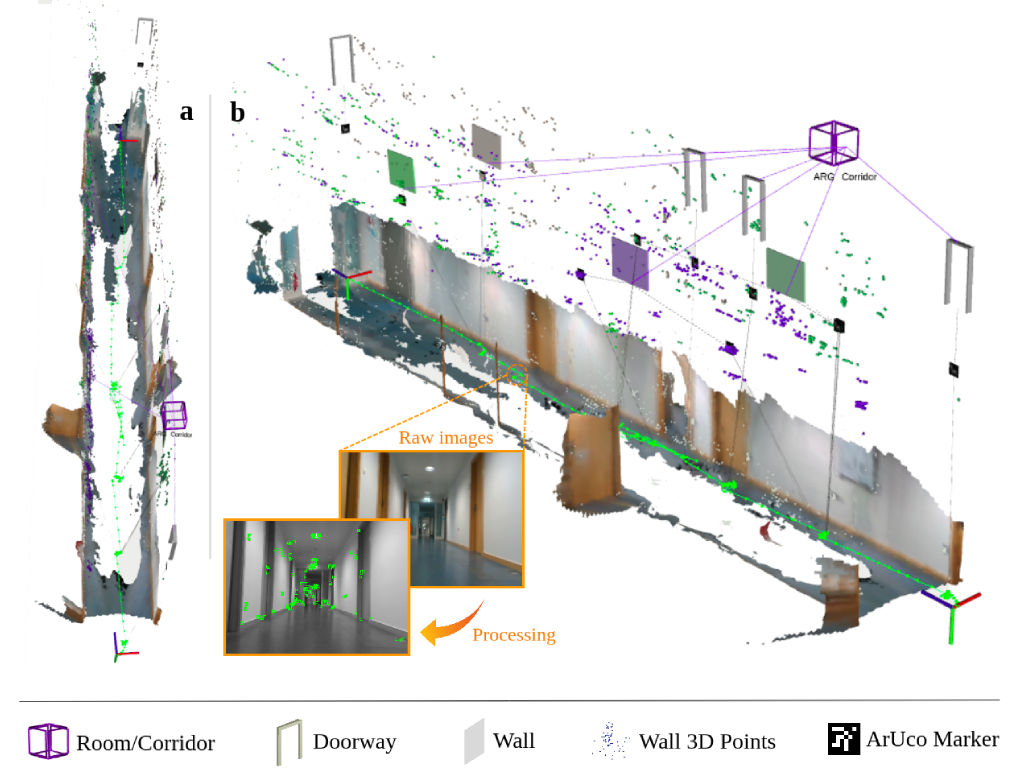 a
b
ARG Corridor
Corridor
Raw images
Processing
Room/Corridor
Doorway
Wall
Wall 3D Points
ArUco Marker